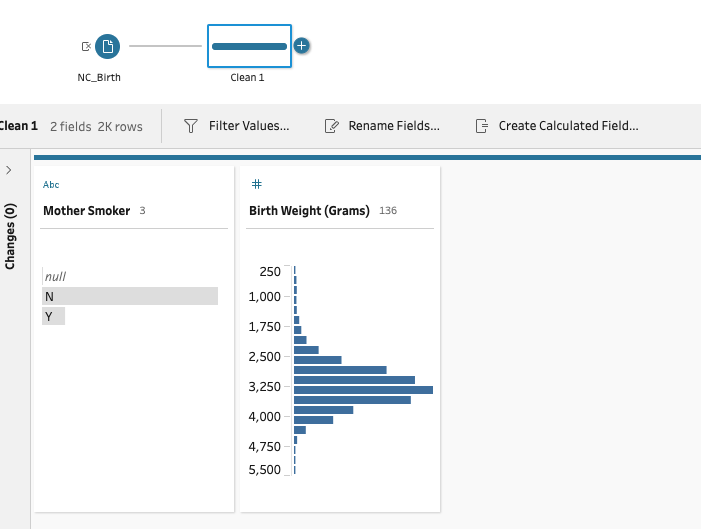 NC_Birth
Clean 1
Clean 1 2 fields 2K rows Filter Values... Rename Fields... Create Calculated Field...
Changes (0)
Abc
Mother Smoker 3
null
N
Y
#
Birth Weight (Grams) 136
250
1,000
1,750
2,500
3,250
4,000
4,750
5,500